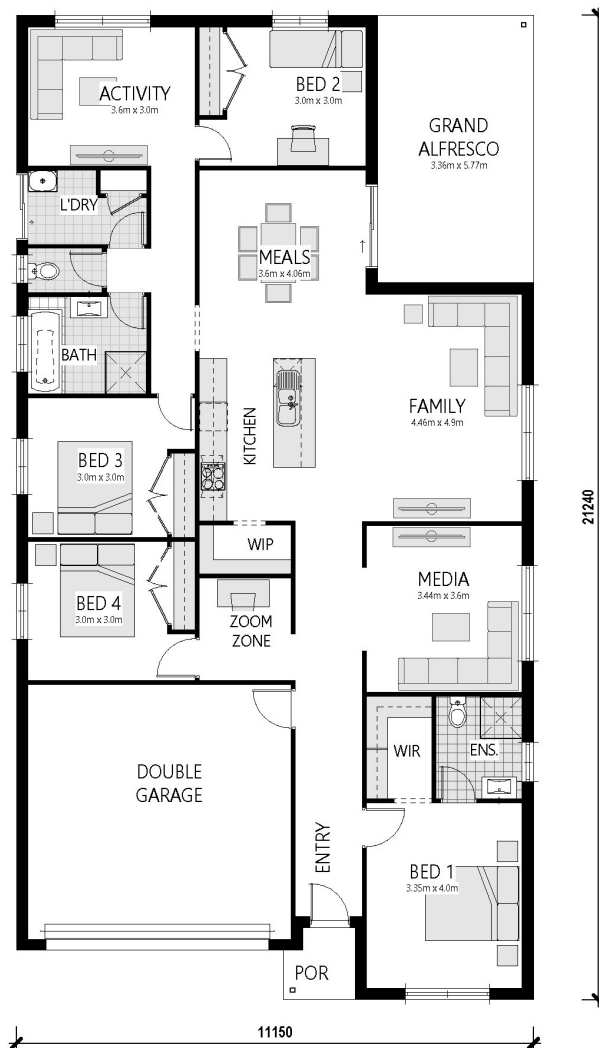 ACTIVITY
3.6m x 3.0m
BED 2
3.0m x 3.0m
GRAND
ALFRESCO
3.36m x 5.77m
L'DRY
MEALS
3.6m x 4.06m
BATH
FAMILY
4.46m x 4.9m
KITCHEN
BED 3
3.0m x 3.0m
WIP
MEDIA
3.44m x 3.6m
BED 4
3.0m x 3.0m
ZOOM
ZONE
WIR
ENS.
DOUBLE
GARAGE
ENTRY
BED 1
3.35m x 4.0m
POR
21240
11150